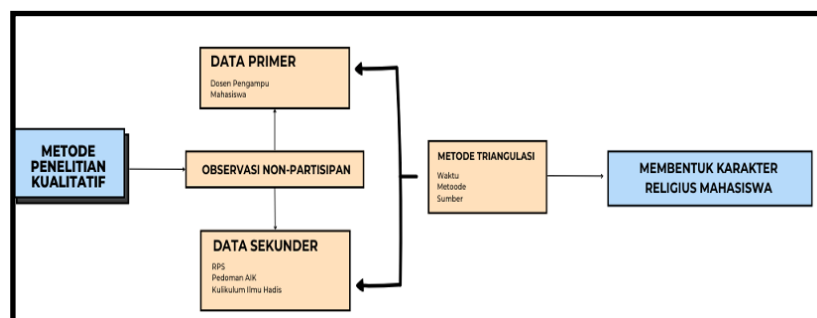 METODE
PENELITIAN
KUALITATIF
DATA PRIMER
Dosen Pengampu
Mahasiswa
OBSERVASI NON-PARTISIPAN
DATA SEKUNDER
RPS
Pedoman AIK
Kulikulum Ilmu Hadis
METODE TRIANGULASI
Waktu
Metoode
Sumber
MEMBENTUK KARAKTER
RELIGIUS MAHASISWA